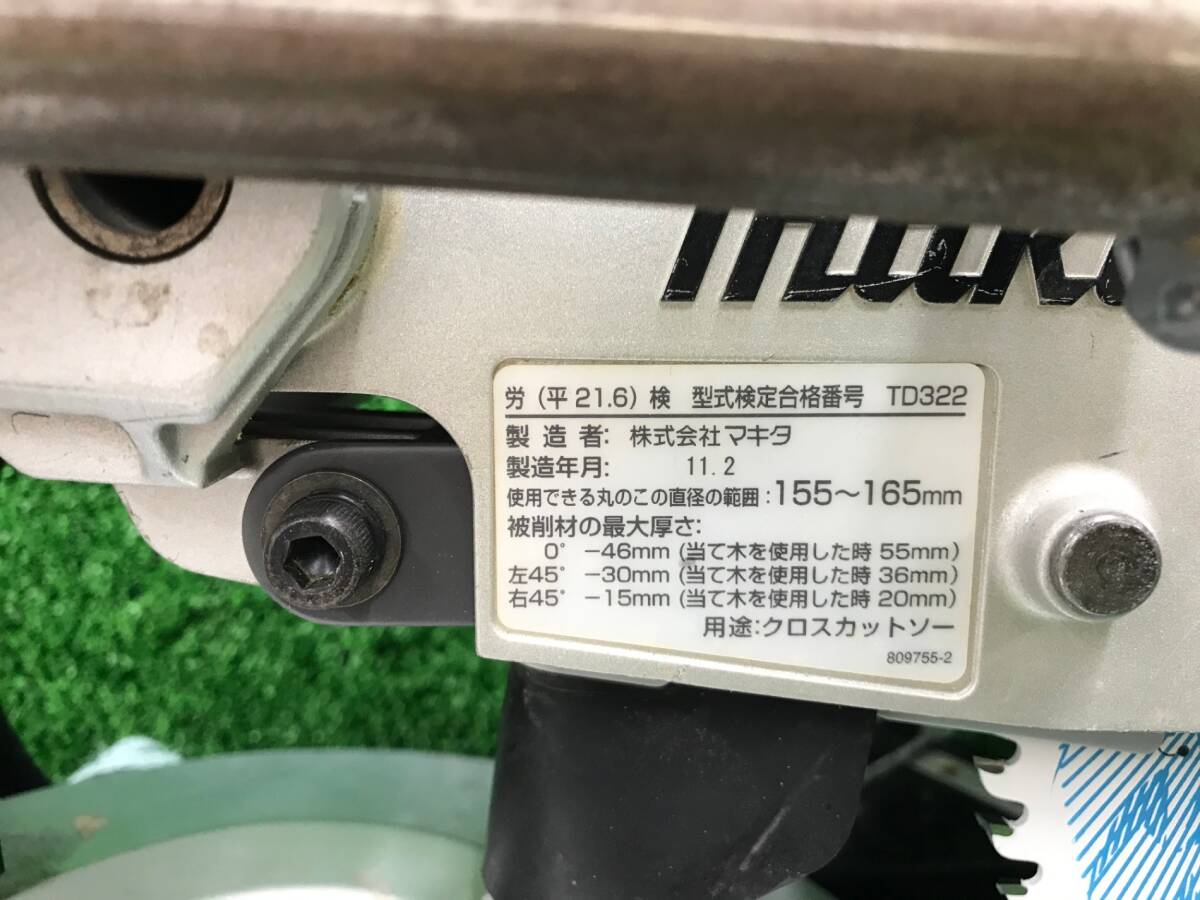 makita
労（平21.6）検 型式検定合格番号 TD322
製造者: 株式会社マキタ
製造年月: 11.2
使用できる丸のこの直径の範囲：155～165mm
被削材の最大厚さ:
0° －46mm (当て木を使用した時 55mm)
左45° －30mm (当て木を使用した時 36mm)
右45° －15mm (当て木を使用した時 20mm)
用途:クロスカットソー
809755-2